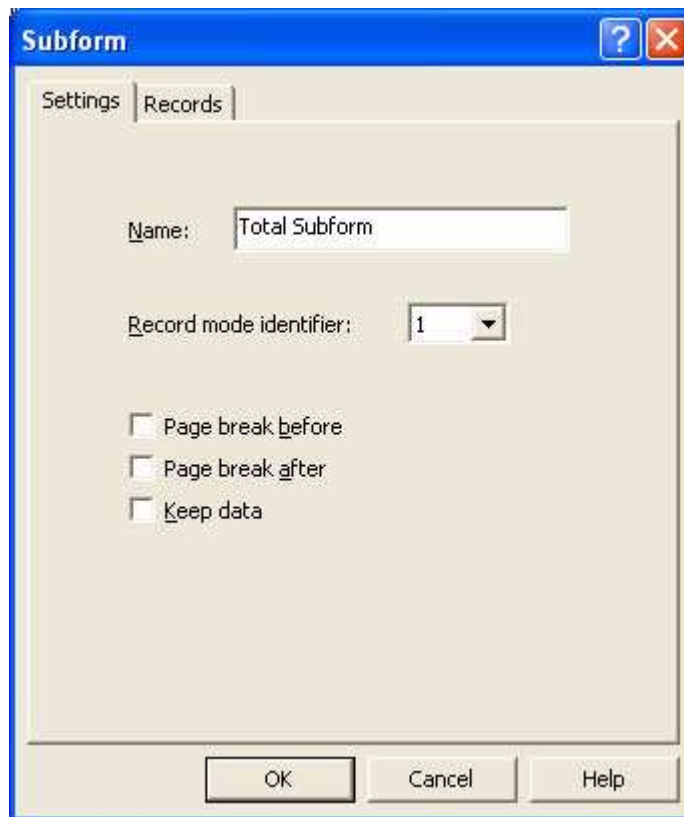 Subform
Settings Records
Name: Total Subform
Record mode identifier: 1
Page break before
Page break after
Keep data
OK Cancel Help